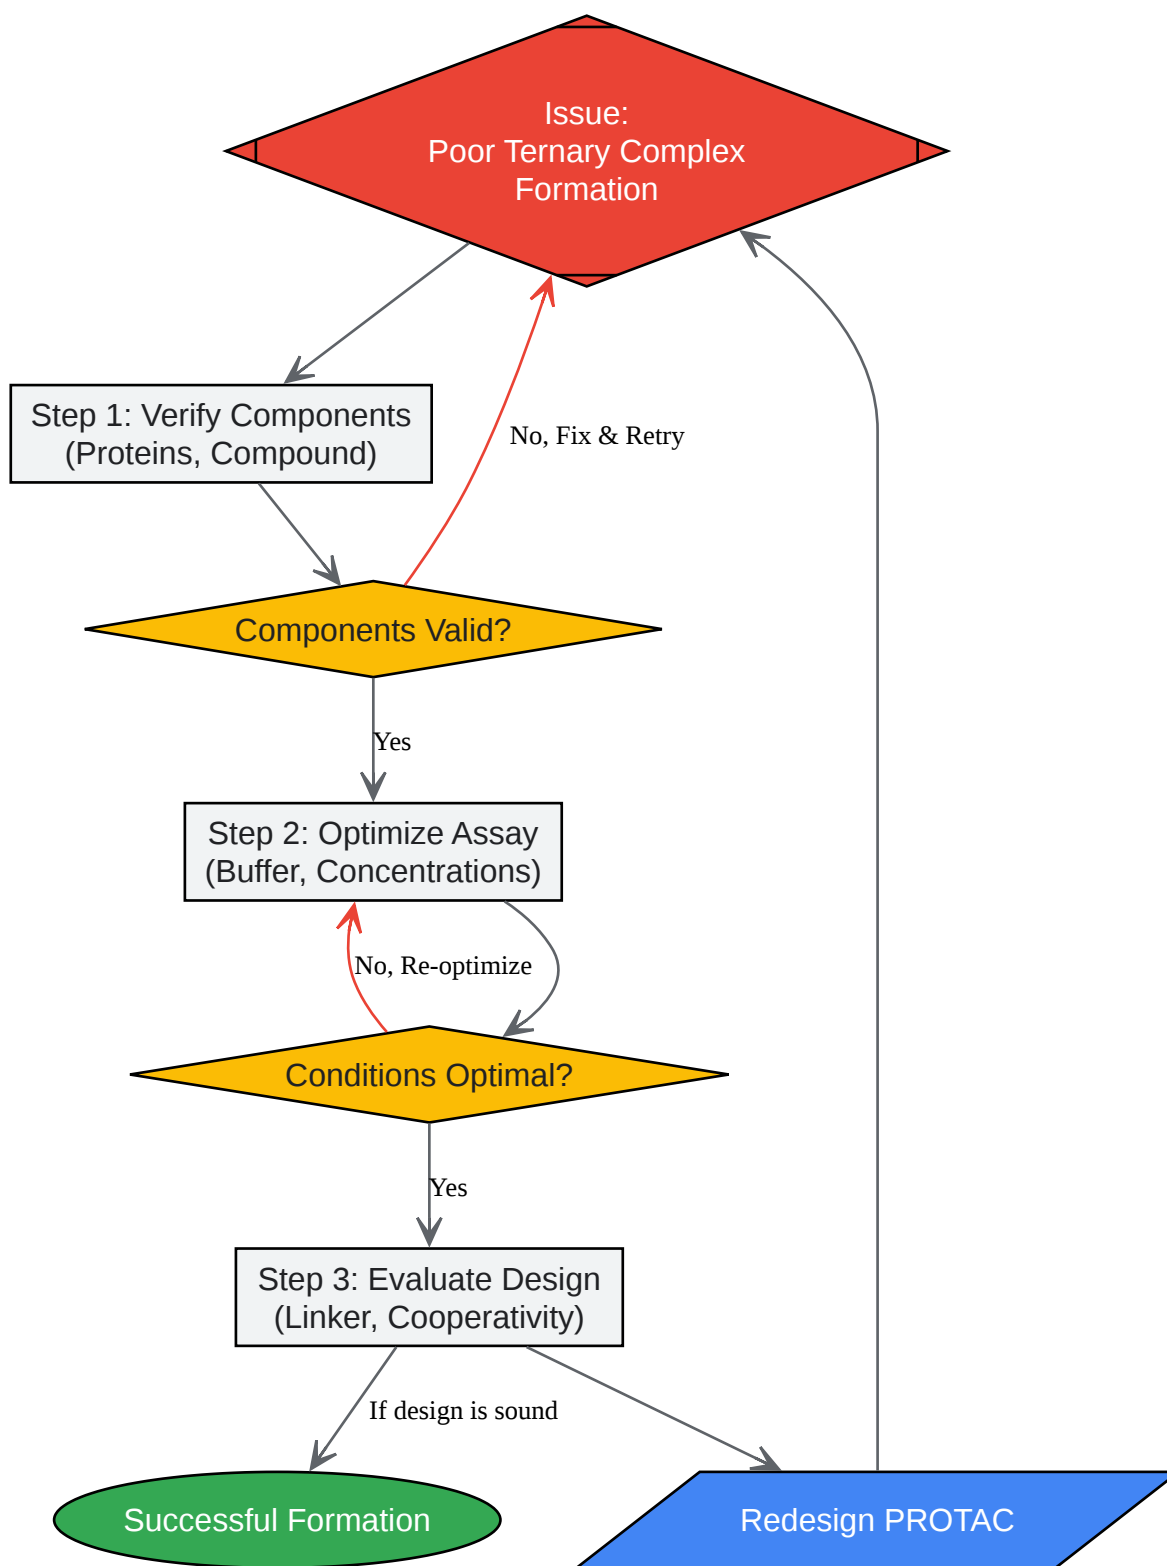 Issue:
Poor Ternary Complex
Formation
Step 1: Verify Components
(Proteins, Compound)
No, Fix & Retry
Components Valid?
Yes
Step 2: Optimize Assay
(Buffer, Concentrations)
No, Re-optimize
Conditions Optimal?
Yes
Step 3: Evaluate Design
(Linker, Cooperativity)
If design is sound
Successful Formation
Redesign PROTAC